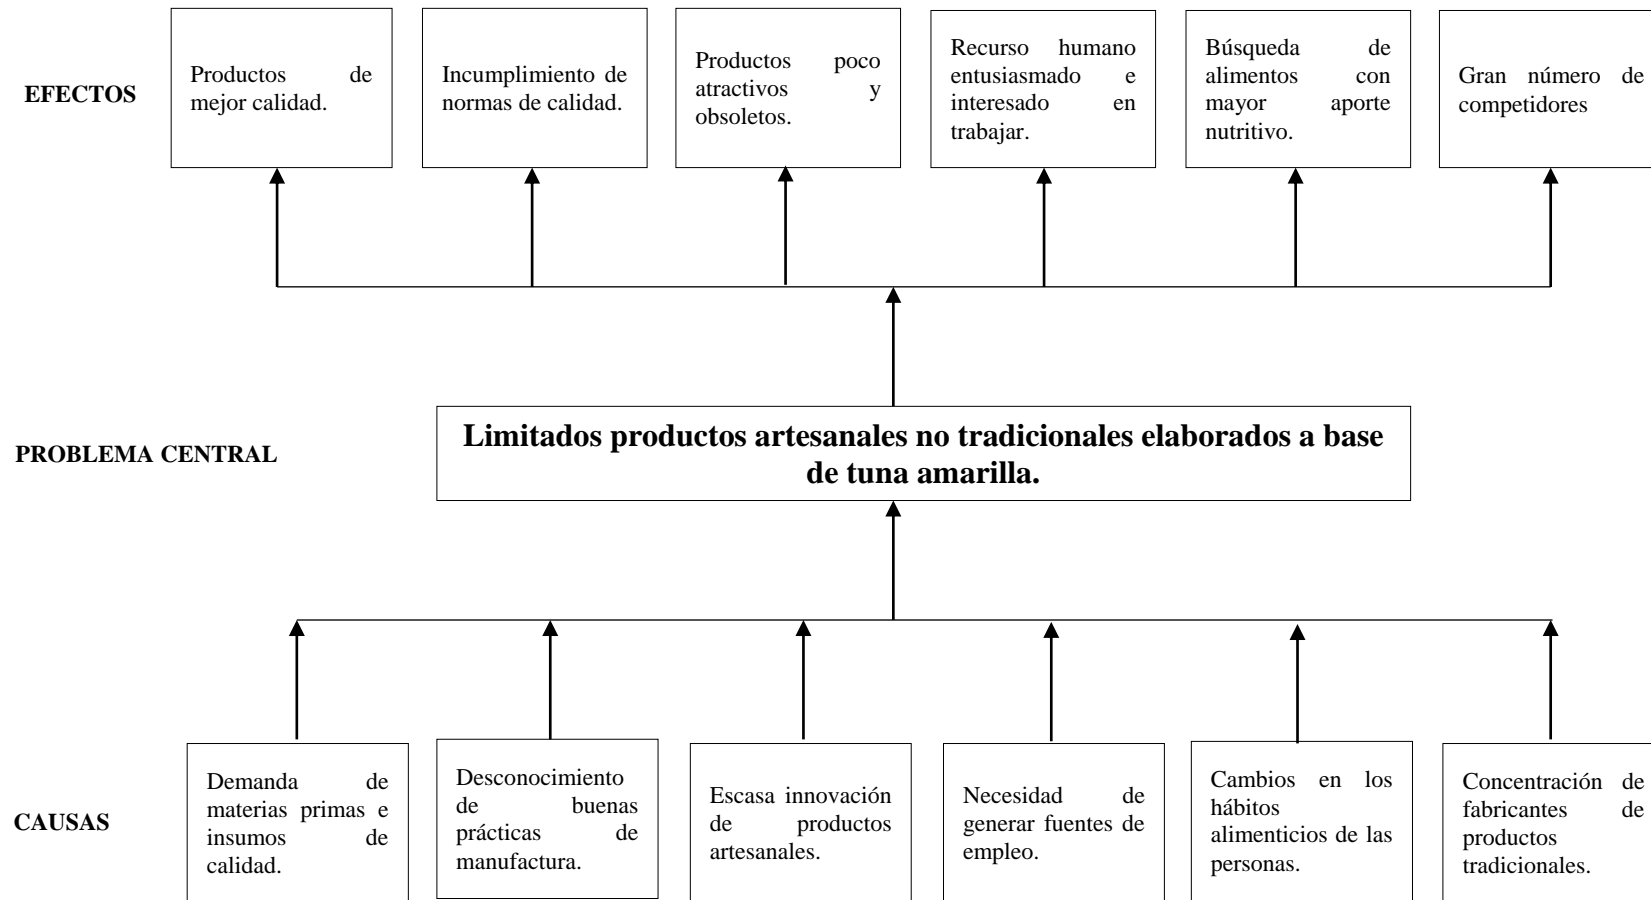 EFECTOS
Productos de
mejor calidad.
Incumplimiento de
normas de calidad.
Productos poco
atractivos y
obsoletos.
Recurso humano
entusiasmado e
interesado en
trabajar.
Búsqueda de
alimentos con
mayor aporte
nutritivo.
Gran número de
competidores
PROBLEMA CENTRAL
Limitados productos artesanales no tradicionales elaborados a base
de tuna amarilla.
CAUSAS
Demanda de
materias primas e
insumos de
calidad.
Desconocimiento
de buenas
prácticas de
manufactura.
Escasa innovación
de productos
artesanales.
Necesidad de
generar fuentes de
empleo.
Cambios en los
hábitos
alimenticios de las
personas.
Concentración de
fabricantes de
productos
tradicionales.